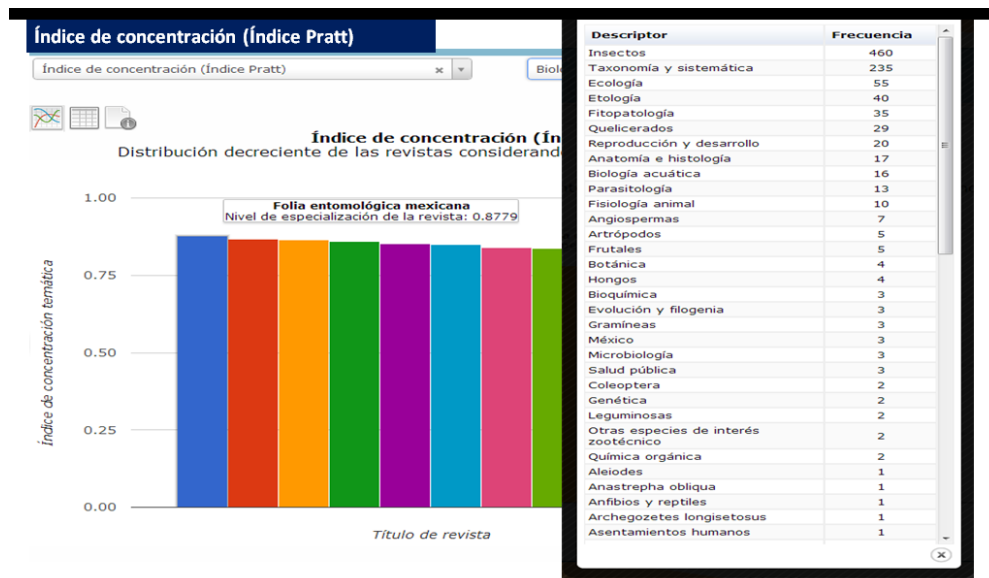 Índice de concentración (Índice Pratt)
Índice de concentración (Índice Pratt)
Índice de concentración (Ín
Distribución decreciente de las revistas considerand
Folia entomológica mexicana
Nivel de especialización de la revista: 0.8779
1.00
0.75
0.50
0.25
0.00
Índice de concentración temática
Título de revista
Descriptor Frecuencia
Insectos 460
Taxonomía y sistemática 235
Ecología 55
Etología 40
Fitopatología 35
Quelicerados 29
Reproducción y desarrollo 20
Anatomía e histología 17
Biología acuática 16
Parasitología 13
Fisiología animal 10
Angiospermas 7
Artrópodos 5
Frutales 5
Botánica 4
Hongos 4
Bioquímica 3
Evolución y filogenia 3
Gramíneas 3
México 3
Microbiología 3
Salud pública 3
Coleoptera 2
Genética 2
Leguminosas 2
Otras especies de interés
zootécnico 2
Química orgánica 2
Aleiodes 1
Anastrepha obliqua 1
Anfibios y reptiles 1
Archegozetes longisetosus 1
Asentamientos humanos 1